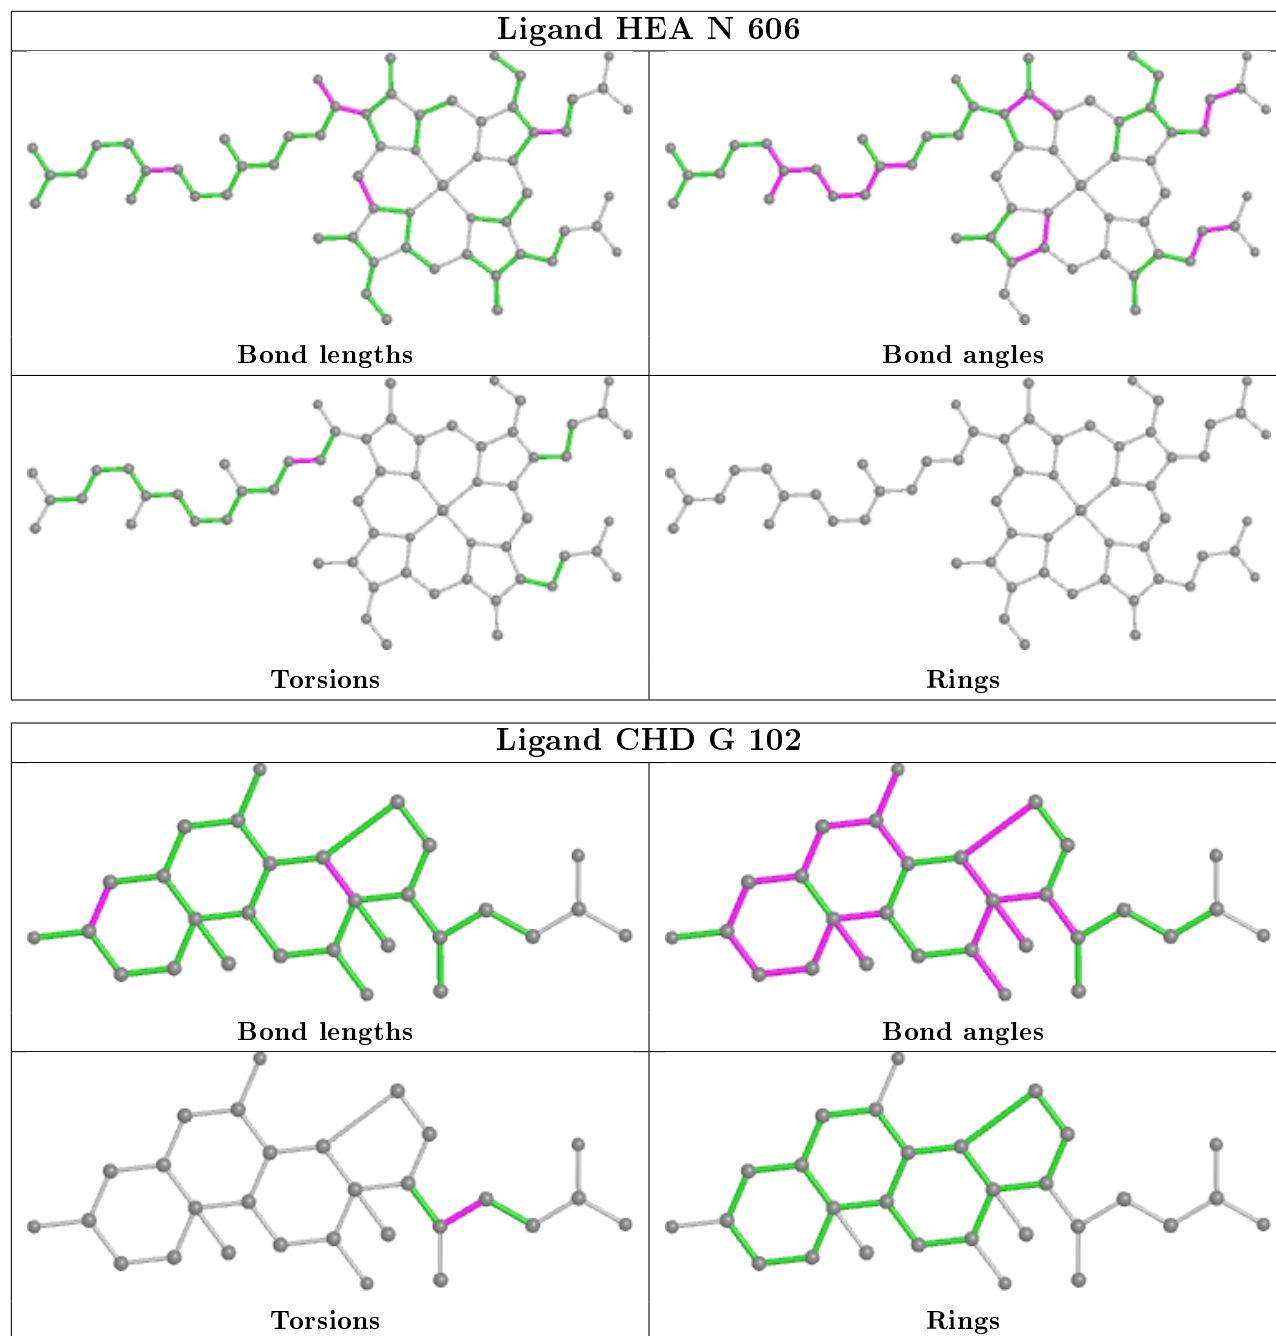 Ligand HEA N 606
Bond lengths
Bond angles
Torsions
Rings
Ligand CHD G 102
Bond lengths
Bond angles
Torsions
Rings